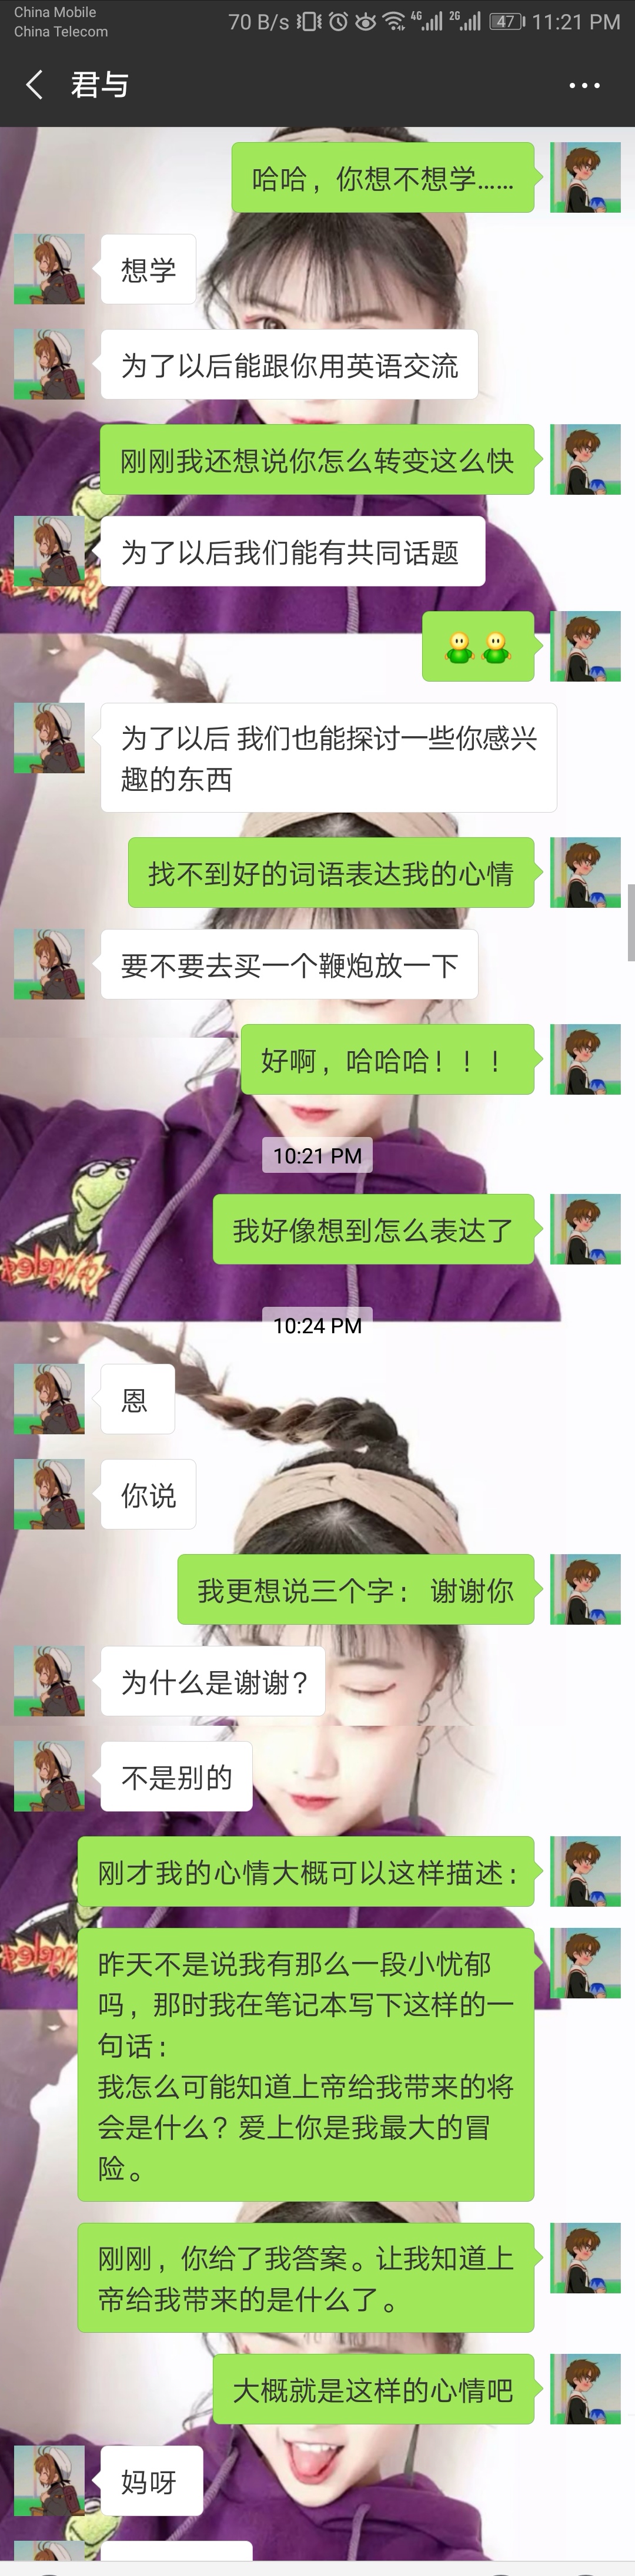 China Mobile
China Telecom
70 B/s
4G
2G
47
11:21 PM
君与
哈哈，你想不想学……
想学
为了以后能跟你用英语交流
刚刚我还想说你怎么转变这么快
为了以后我们能有共同话题
为了以后 我们也能探讨一些你感兴
趣的东西
找不到好的词语表达我的心情
要不要去买一个鞭炮放一下
好啊，哈哈哈！！！
10:21 PM
我好像想到怎么表达了
10:24 PM
恩
你说
我更想说三个字： 谢谢你
为什么是谢谢？
不是别的
刚才我的心情大概可以这样描述：
昨天不是说我有那么一段小忧郁
吗，那时我在笔记本写下这样的一
句话：
我怎么可能知道上帝给我带来的将
会是什么？爱上你是我最大的冒
险。
刚刚，你给了我答案。让我知道上
帝给我带来的是什么了。
大概就是这样的心情吧
妈呀